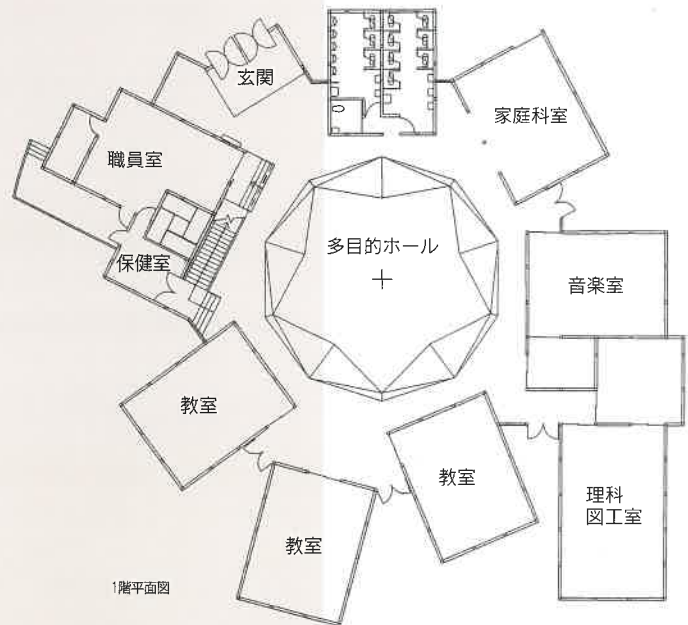 玄関
家庭科室
職員室
多目的ホール
保健室
音楽室
教室
教室
教室
理科
図工室
1階平面図